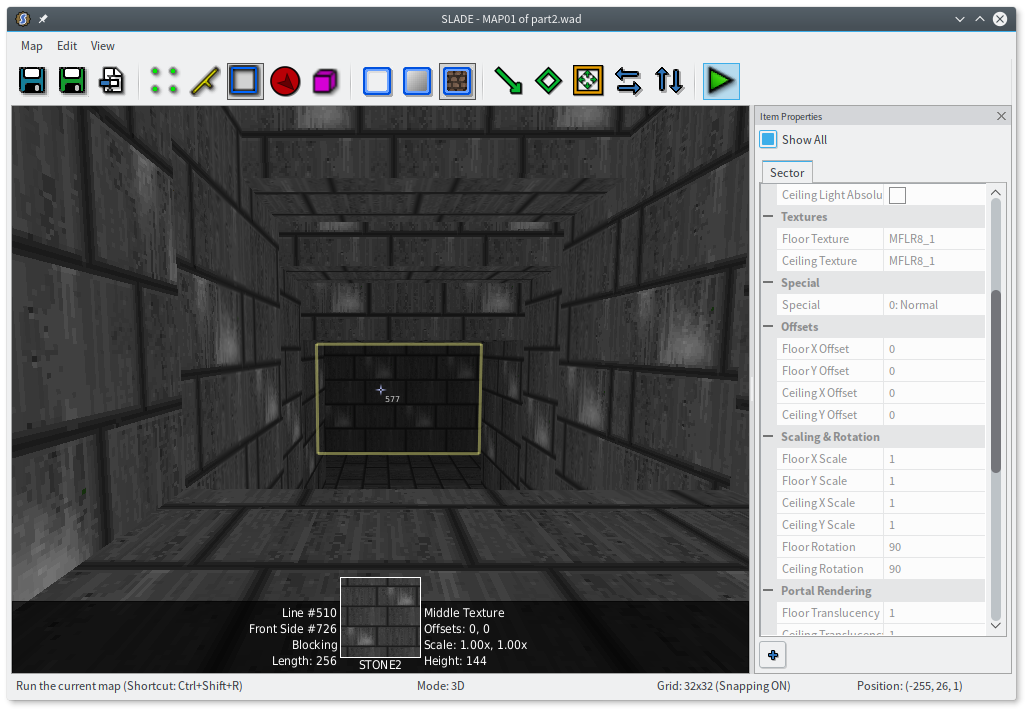 SLADE - MAP01 of part2.wad
Map Edit View
Item Properties
Show All
Sector
Ceiling Light Absolu
Textures
Floor Texture MFLR8_1
Ceiling Texture MFLR8_1
Special
Special 0: Normal
Offsets
Floor X Offset 0
Floor Y Offset 0
Ceiling X Offset 0
Ceiling Y Offset 0
Scaling & Rotation
Floor X Scale 1
Floor Y Scale 1
Ceiling X Scale 1
Ceiling Y Scale 1
Floor Rotation 90
Ceiling Rotation 90
Portal Rendering
Floor Translucency 1
577
Line #510
Front Side #726
Blocking
Length: 256
STONE2
Middle Texture
Offsets: 0, 0
Scale: 1.00x, 1.00x
Height: 144
Run the current map (Shortcut: Ctrl+Shift+R) Mode: 3D Grid: 32x32 (Snapping ON) Position: (-255, 26, 1)